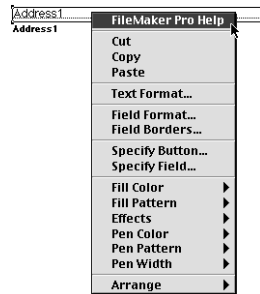 Address1
Address1
FileMaker Pro Help
Cut
Copy
Paste
Text Format...
Field Format...
Field Borders...
Specify Button...
Specify Field...
Fill Color
Fill Pattern
Effects
Pen Color
Pen Pattern
Pen Width
Arrange